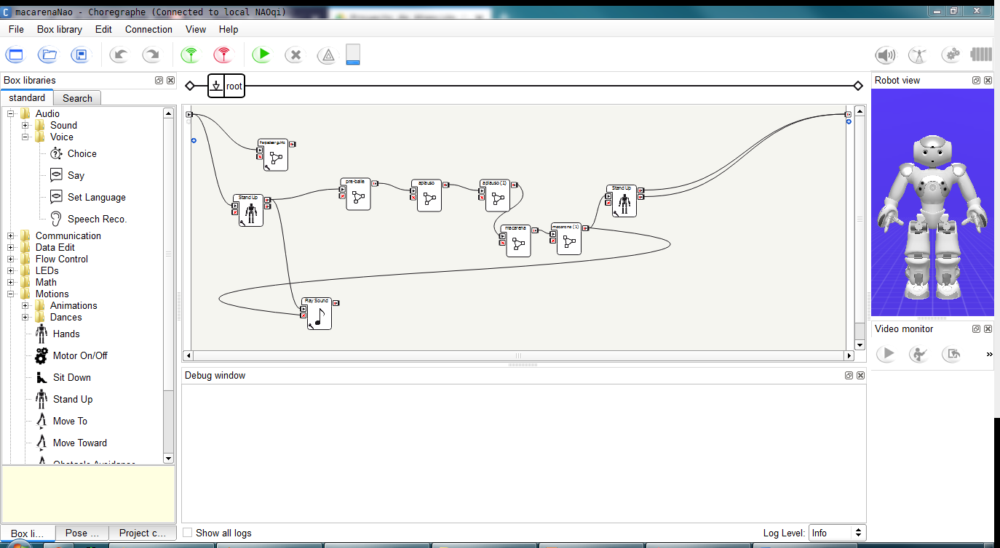 macarenaNao - Choregraphe (Connected to local NAOqi)
File Box library Edit Connection View Help
Box libraries
standard Search
Audio
Sound
Voice
Choice
Say
Set Language
Speech Reco.
Communication
Data Edit
Flow Control
LEDs
Math
Motions
Animations
Dances
Hands
Motor On/Off
Sit Down
Stand Up
Move To
Move Toward
Obstacle Avoidance
Box li... Pose ... Project c...
root
Stand Up
pre-baile
aplauso
aplauso (1)
macarena
macarena (1)
Stand Up
Play Sound
Debug window
Show all logs
Log Level: Info
Robot view
Video monitor
»